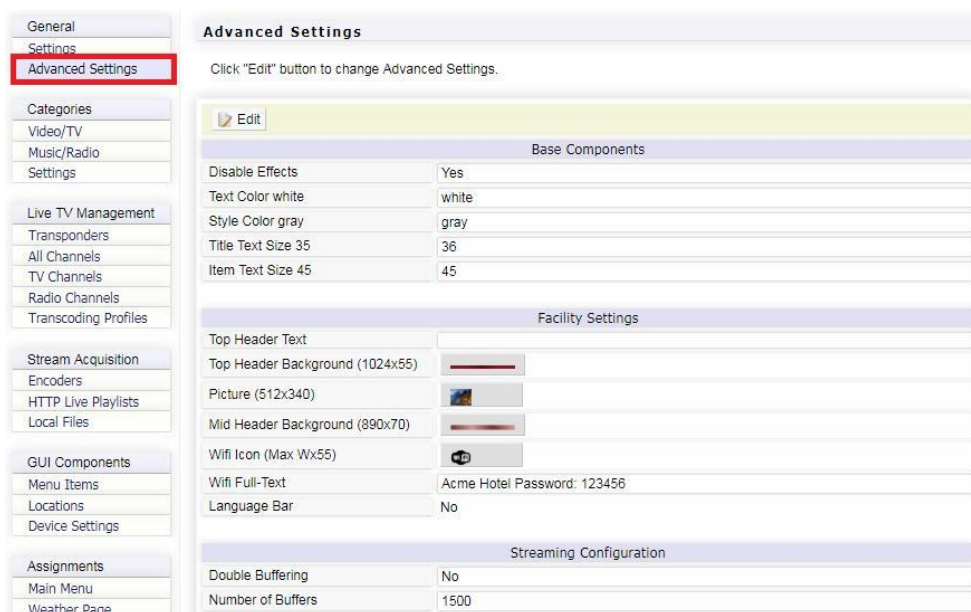 General
Settings
Advanced Settings
Categories
Video/TV
Music/Radio
Settings
Live TV Management
Transponders
All Channels
TV Channels
Radio Channels
Transcoding Profiles
Stream Acquisition
Encoders
HTTP Live Playlists
Local Files
GUI Components
Menu Items
Locations
Device Settings
Assignments
Main Menu
Weather Page
Advanced Settings
Click "Edit" button to change Advanced Settings.
Edit
Base Components
Disable Effects Yes
Text Color white white
Style Color gray gray
Title Text Size 35 36
Item Text Size 45 45
Facility Settings
Top Header Text
Top Header Background (1024x55)
Picture (512x340)
Mid Header Background (890x70)
Wifi Icon (Max Wx55) WiFi
Wifi Full-Text Acme Hotel Password: 123456
Language Bar No
Streaming Configuration
Double Buffering No
Number of Buffers 1500